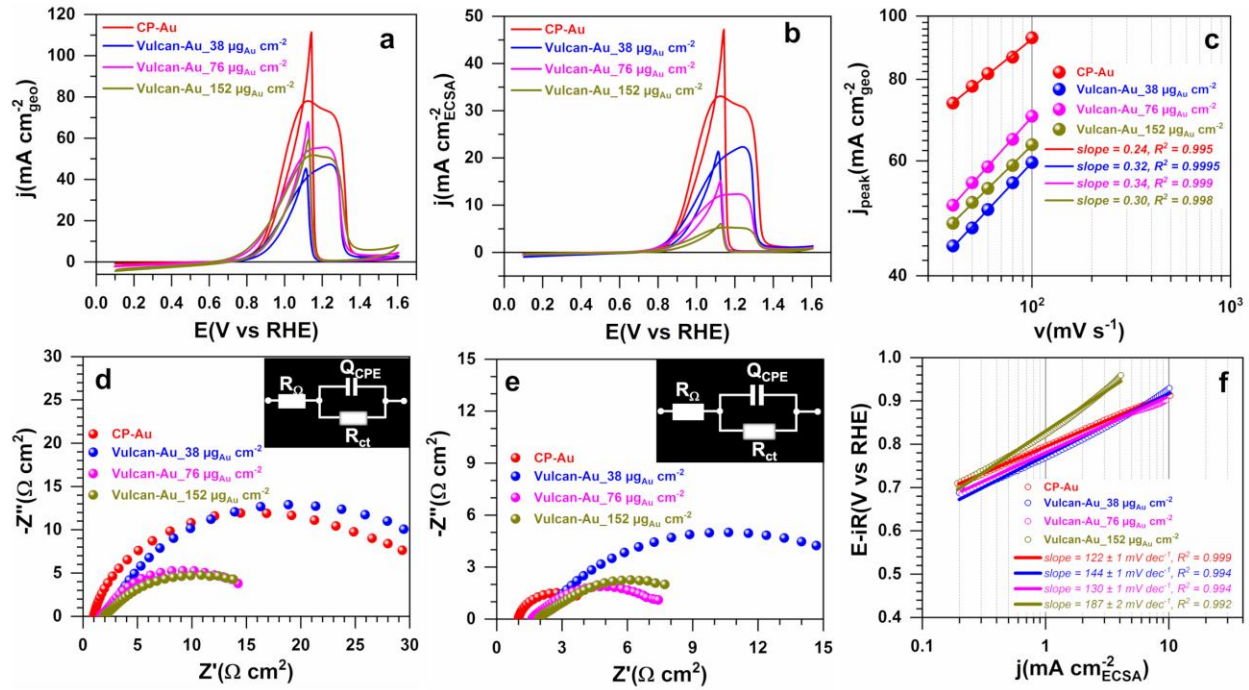 a
j(mA cm⁻²geo)
120
100
80
60
40
20
0
CP-Au
Vulcan-Au_38 µgAu cm⁻²
Vulcan-Au_76 µgAu cm⁻²
Vulcan-Au_152 µgAu cm⁻²
0.0 0.2 0.4 0.6 0.8 1.0 1.2 1.4 1.6
E(V vs RHE)
b
j(mA cm⁻²ECSA)
50
40
30
20
10
0
CP-Au
Vulcan-Au_38 µgAu cm⁻²
Vulcan-Au_76 µgAu cm⁻²
Vulcan-Au_152 µgAu cm⁻²
0.0 0.2 0.4 0.6 0.8 1.0 1.2 1.4 1.6
E(V vs RHE)
c
jpeak(mA cm⁻²geo)
100
80
60
40
CP-Au
Vulcan-Au_38 µgAu cm⁻²
Vulcan-Au_76 µgAu cm⁻²
Vulcan-Au_152 µgAu cm⁻²
slope = 0.24, R² = 0.995
slope = 0.32, R² = 0.9995
slope = 0.34, R² = 0.999
slope = 0.30, R² = 0.998
10² 10³
v(mV s⁻¹)
d
-Z''(Ω cm²)
-30
25
20
15
10
5
0
RΩ
QCPE
Rct
CP-Au
Vulcan-Au_38 µgAu cm⁻²
Vulcan-Au_76 µgAu cm⁻²
Vulcan-Au_152 µgAu cm⁻²
0 5 10 15 20 25 30
Z'(Ω cm²)
e
-Z''(Ω cm²)
15
12
9
6
3
0
RΩ
QCPE
Rct
CP-Au
Vulcan-Au_38 µgAu cm⁻²
Vulcan-Au_76 µgAu cm⁻²
Vulcan-Au_152 µgAu cm⁻²
0 3 6 9 12 15
Z'(Ω cm²)
f
E-iR(V vs RHE)
1.0
0.9
0.8
0.7
0.6
0.5
0.4
CP-Au
Vulcan-Au_38 µgAu cm⁻²
Vulcan-Au_76 µgAu cm⁻²
Vulcan-Au_152 µgAu cm⁻²
slope = 122 ± 1 mV dec⁻¹, R² = 0.999
slope = 144 ± 1 mV dec⁻¹, R² = 0.994
slope = 130 ± 1 mV dec⁻¹, R² = 0.994
slope = 187 ± 2 mV dec⁻¹, R² = 0.992
0.1 1 10
j(mA cm⁻²ECSA)